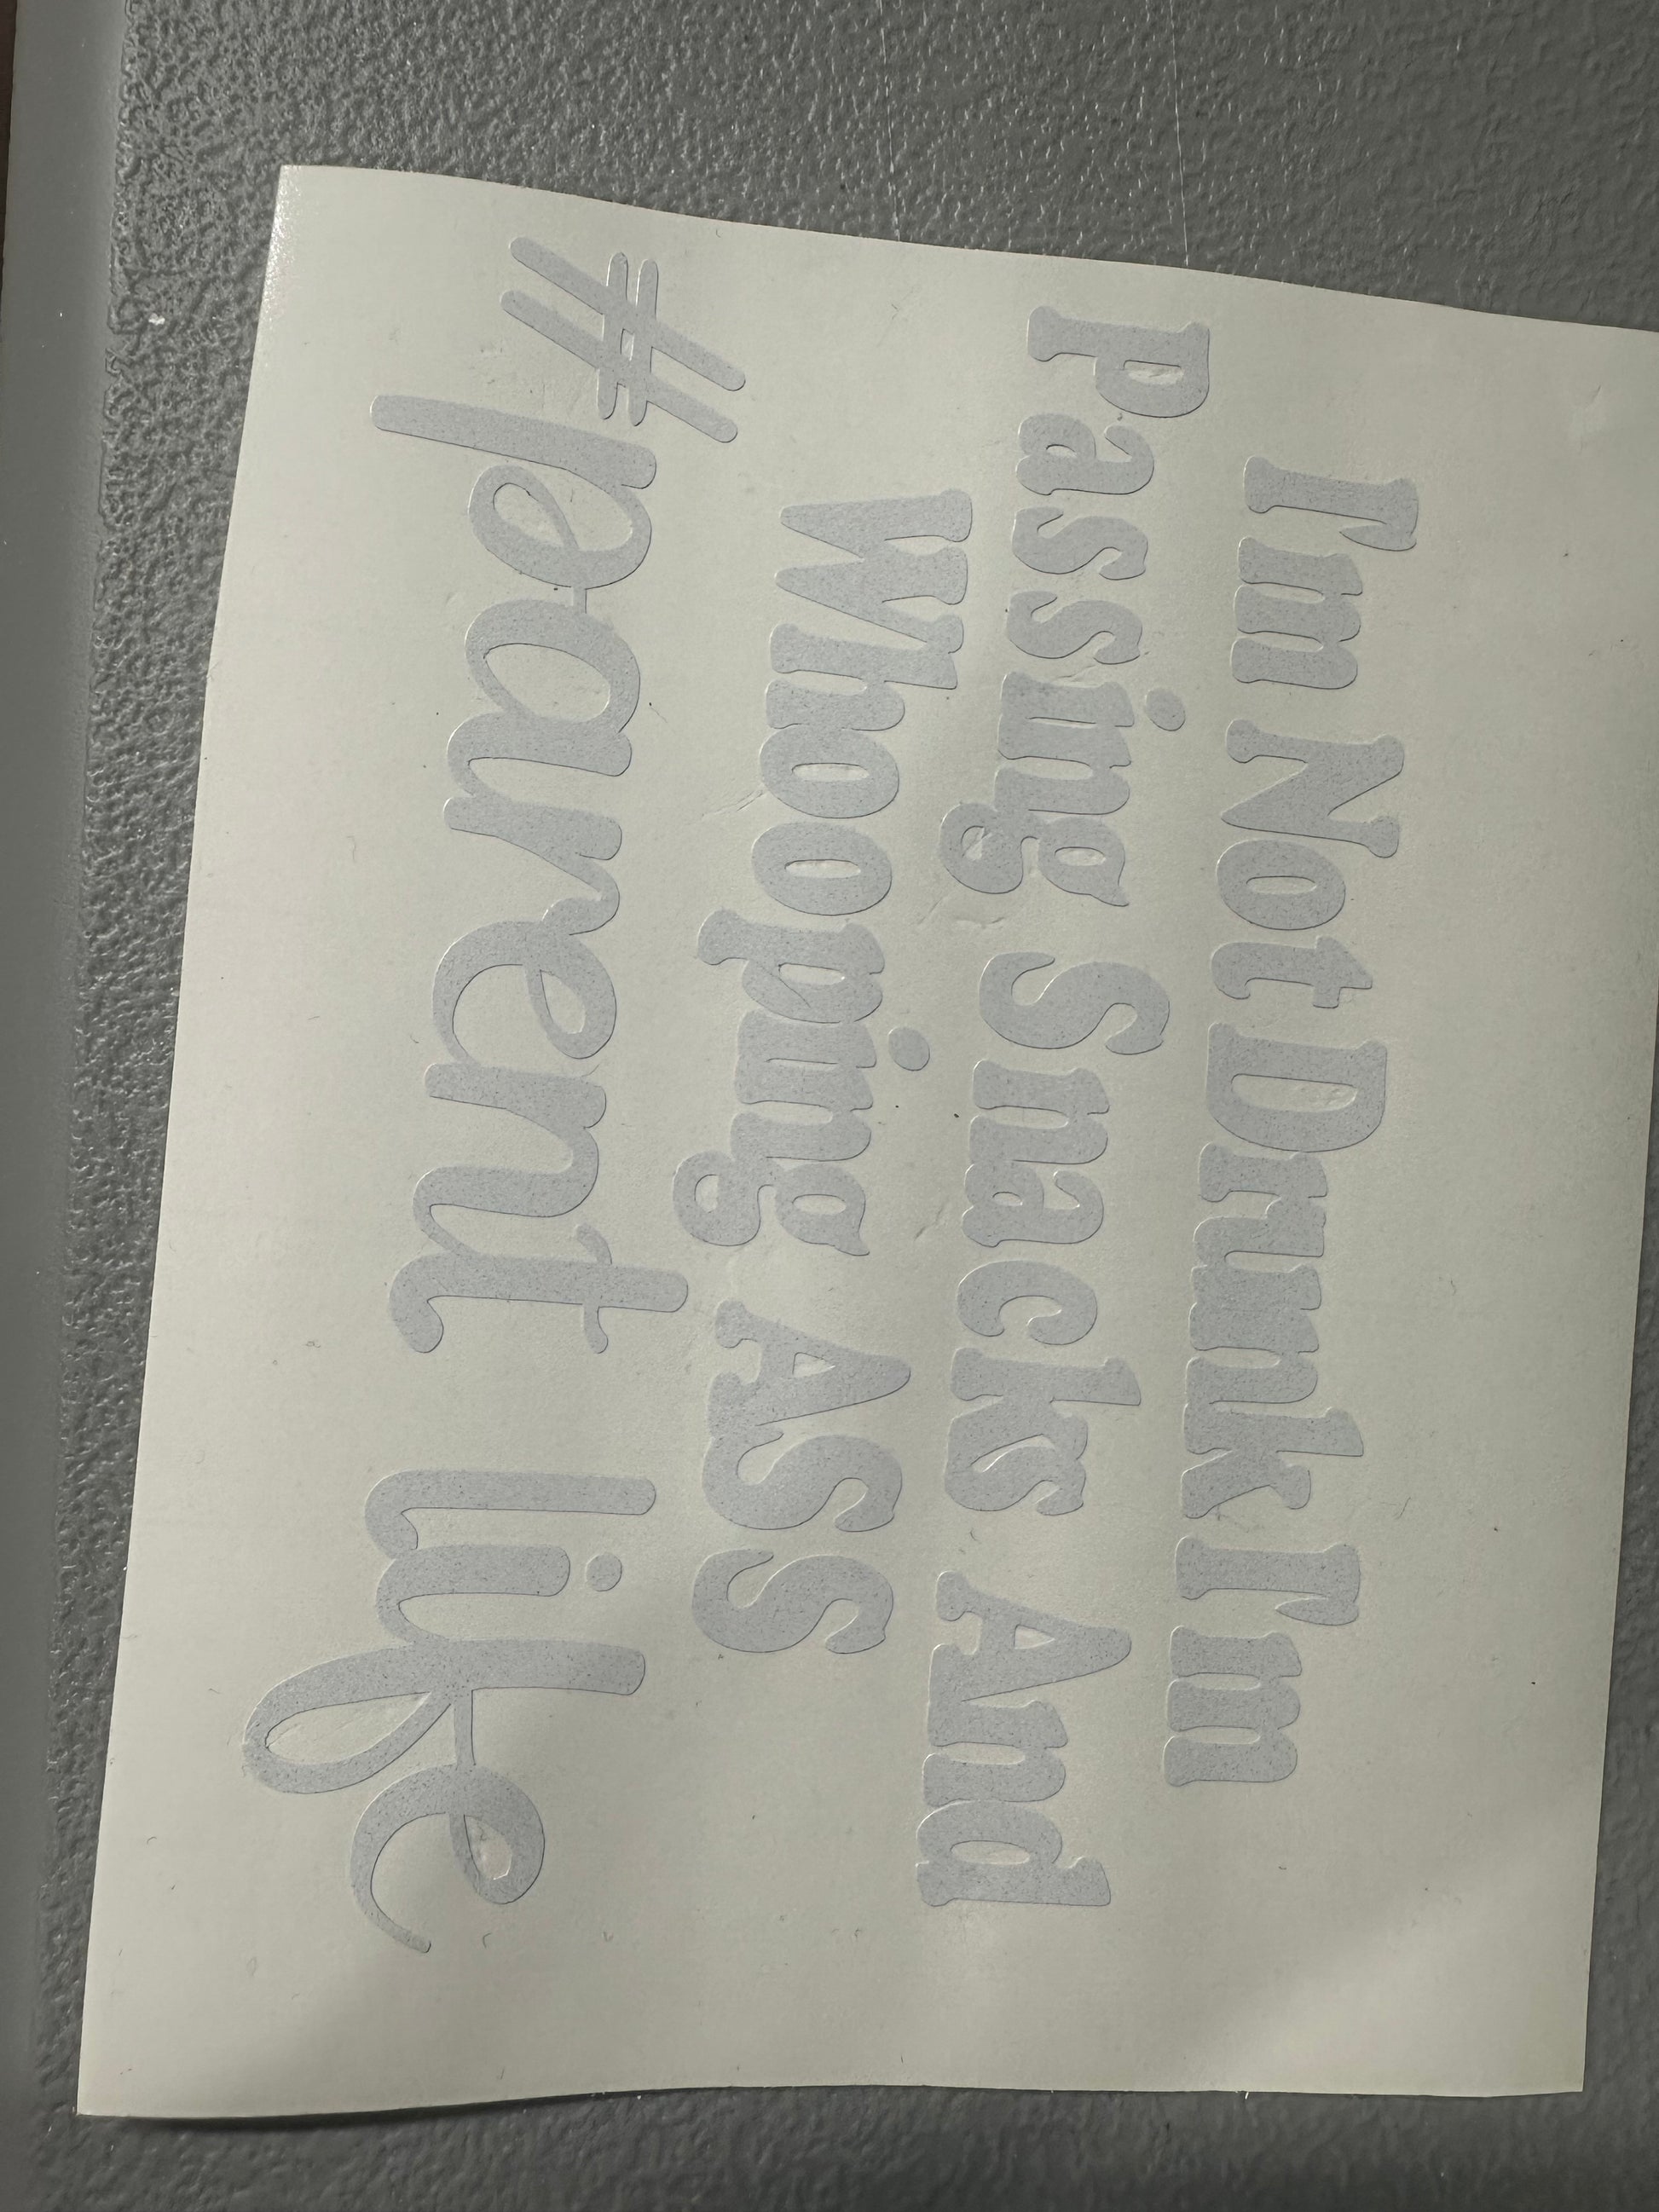 I'm Not Drunk I'm
Passing Snacks And
Whooping ASS
#parent life